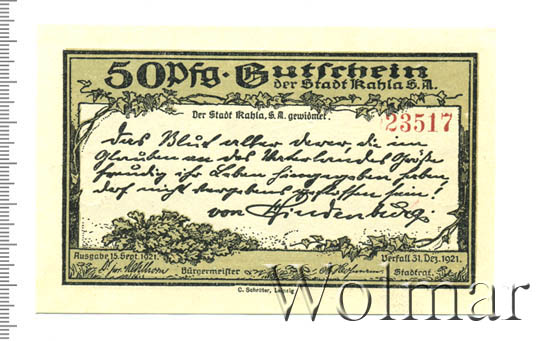 50 Pfg. Gutschein
der Stadt Kahla S. A.
Der Stadt Kahla, S. A. gewidmet.
23517
Das Blut aller derer, die im
Glauben an des Vaterlandes Größe
freudig ihr Leben hingegeben haben,
darf nicht vergebens geflossen sein!
von Hindenburg.
Ausgabe 15. Sept. 1921.
Verfall 31. Dez. 1921.
Bürgermeister
Stadtrat.
C. Schröter, Leipzig
Wolmar